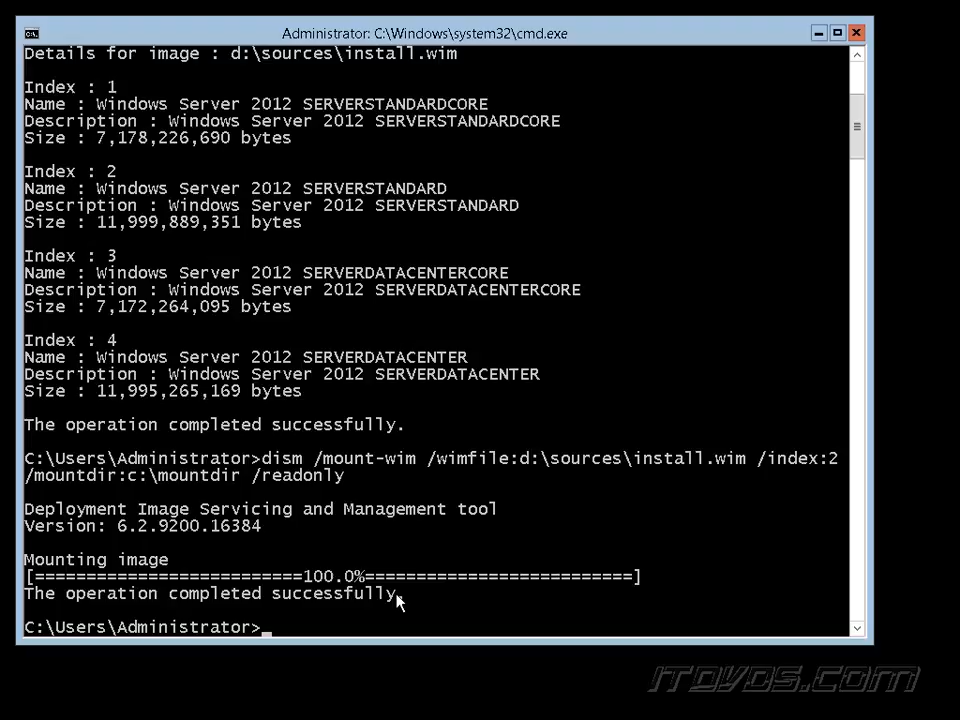 Administrator: C:\Windows\system32\cmd.exe
Details for image : d:\sources\install.wim
Index : 1
Name : Windows Server 2012 SERVERSTANDARDCORE
Description : Windows Server 2012 SERVERSTANDARDCORE
Size : 7,178,226,690 bytes
Index : 2
Name : Windows Server 2012 SERVERSTANDARD
Description : Windows Server 2012 SERVERSTANDARD
Size : 11,999,889,351 bytes
Index : 3
Name : Windows Server 2012 SERVERDATACENTERCORE
Description : Windows Server 2012 SERVERDATACENTERCORE
Size : 7,172,264,095 bytes
Index : 4
Name : Windows Server 2012 SERVERDATACENTER
Description : Windows Server 2012 SERVERDATACENTER
Size : 11,995,265,169 bytes
The operation completed successfully.
C:\Users\Administrator>dism /mount-wim /wimfile:d:\sources\install.wim /index:2
/mountdir:c:\mountdir /readonly
Deployment Image Servicing and Management tool
Version: 6.2.9200.16384
Mounting image
[==========================100.0%==========================]
The operation completed successfully.
C:\Users\Administrator>_
ITDVDS.COM